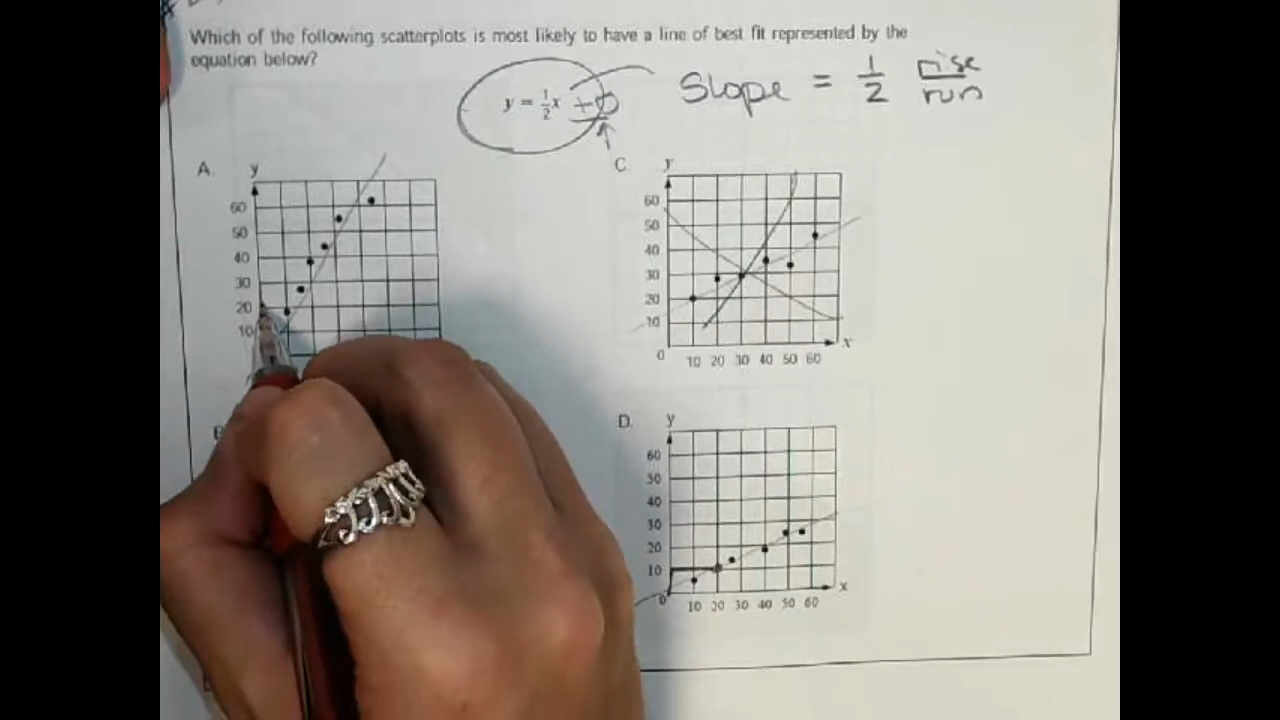 Which of the following scatterplots is most likely to have a line of best fit represented by the
equation below?
y = 1/2 x + 0
Slope = 1/2 rise/run
A.
y
60
50
40
30
20
10
C.
y
60
50
40
30
20
10
0
x
10 20 30 40 50 60
D.
y
60
50
40
30
20
10
0
x
10 20 30 40 50 60